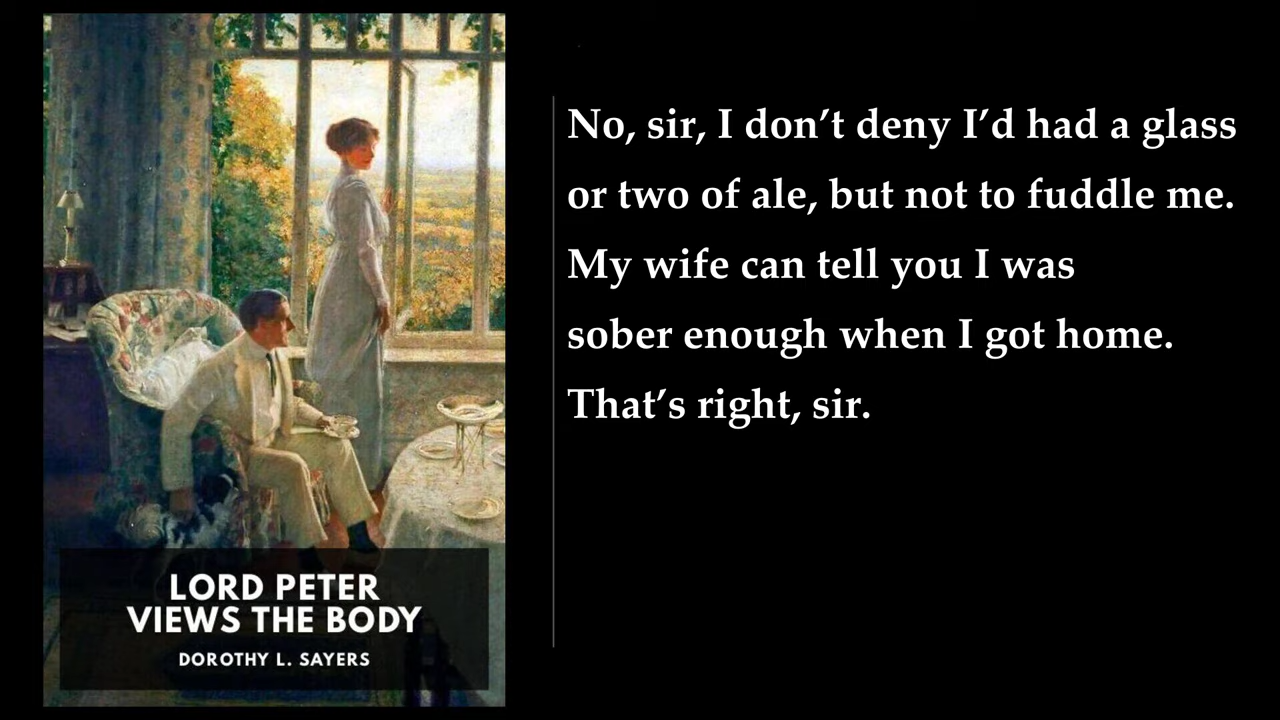 LORD PETER
VIEWS THE BODY
DOROTHY L. SAYERS
No, sir, I don’t deny I’d had a glass
or two of ale, but not to fuddle me.
My wife can tell you I was
sober enough when I got home.
That’s right, sir.